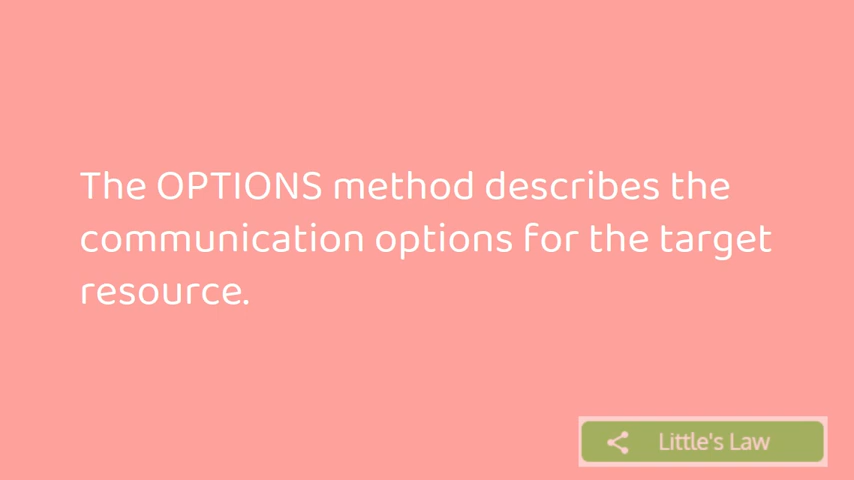 The OPTIONS method describes the
communication options for the target
resource.
Little's Law